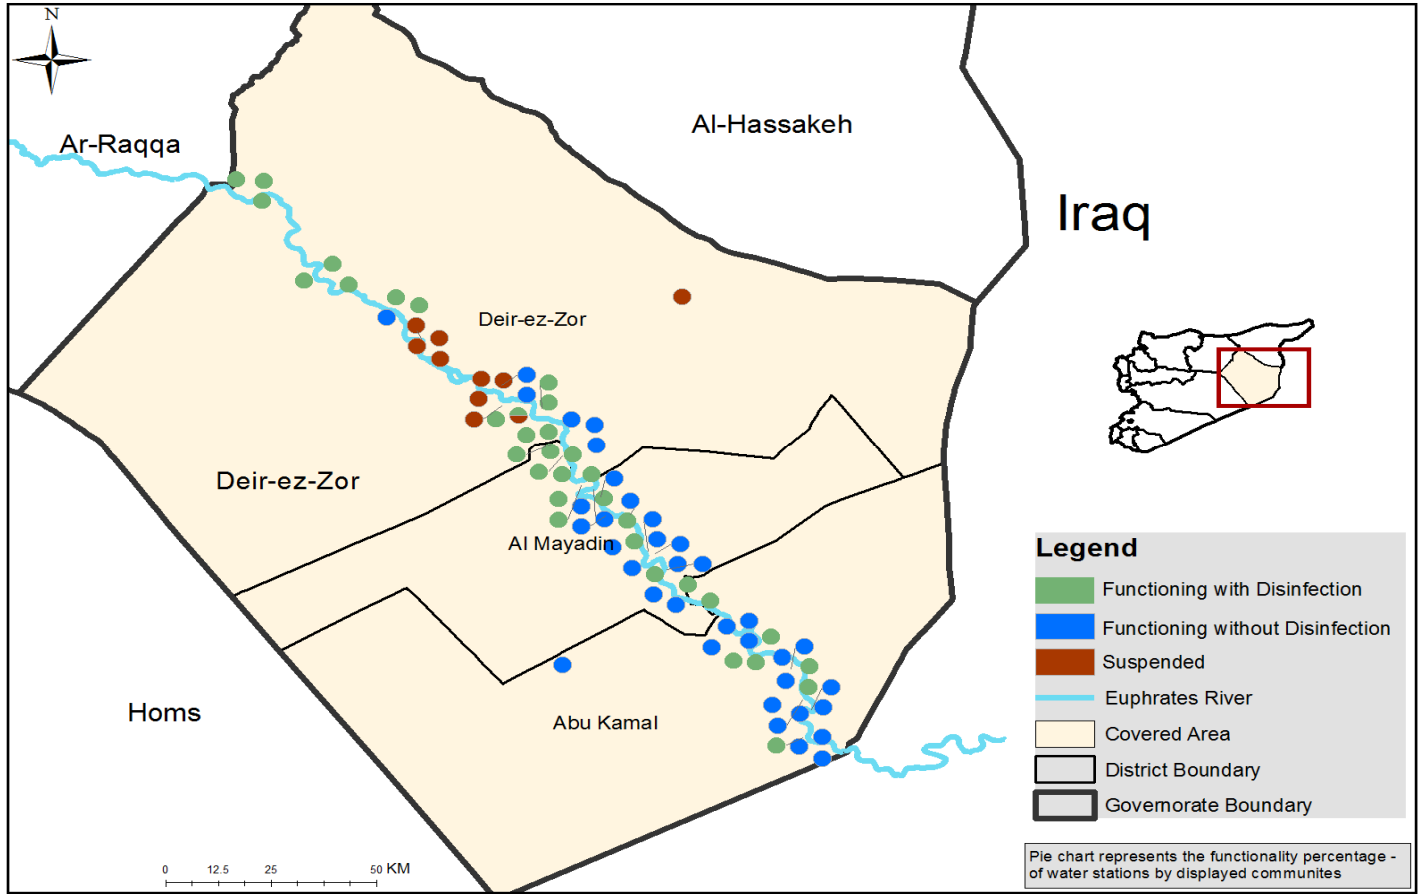 N
Ar-Raqqa
Al-Hassakeh
Iraq
Deir-ez-Zor
Deir-ez-Zor
Al Mayadin
Homs
Abu Kamal
Legend
Functioning with Disinfection
Functioning without Disinfection
Suspended
Euphrates River
Covered Area
District Boundary
Governorate Boundary
Pie chart represents the functionality percentage -
of water stations by displayed communites
0 12.5 25 50 KM